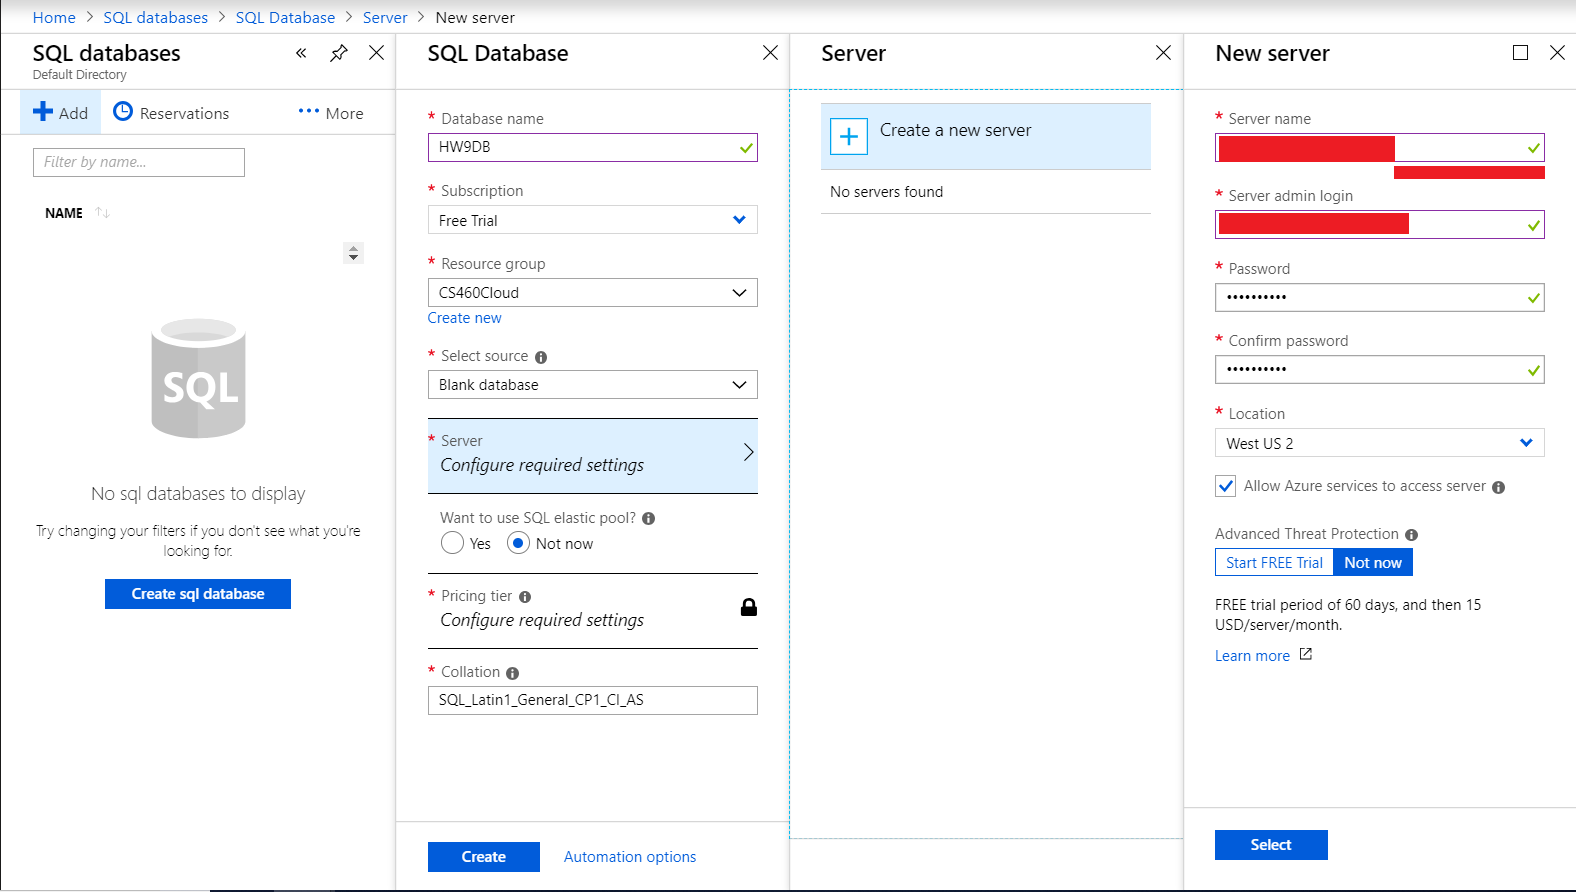 Home > SQL databases > SQL Database > Server > New server
SQL databases
Default Directory
Add
Reservations
More
Filter by name...
NAME
SQL
No sql databases to display
Try changing your filters if you don't see what you're
looking for.
Create sql database
SQL Database
* Database name
HW9DB
* Subscription
Free Trial
* Resource group
CS460Cloud
Create new
* Select source
Blank database
* Server
Configure required settings
Want to use SQL elastic pool?
Yes
Not now
* Pricing tier
Configure required settings
* Collation
SQL_Latin1_General_CP1_CI_AS
Create
Automation options
Server
Create a new server
No servers found
New server
* Server name
* Server admin login
* Password
••••••••••
* Confirm password
••••••••••
* Location
West US 2
Allow Azure services to access server
Advanced Threat Protection
Start FREE Trial
Not now
FREE trial period of 60 days, and then 15
USD/server/month.
Learn more
Select